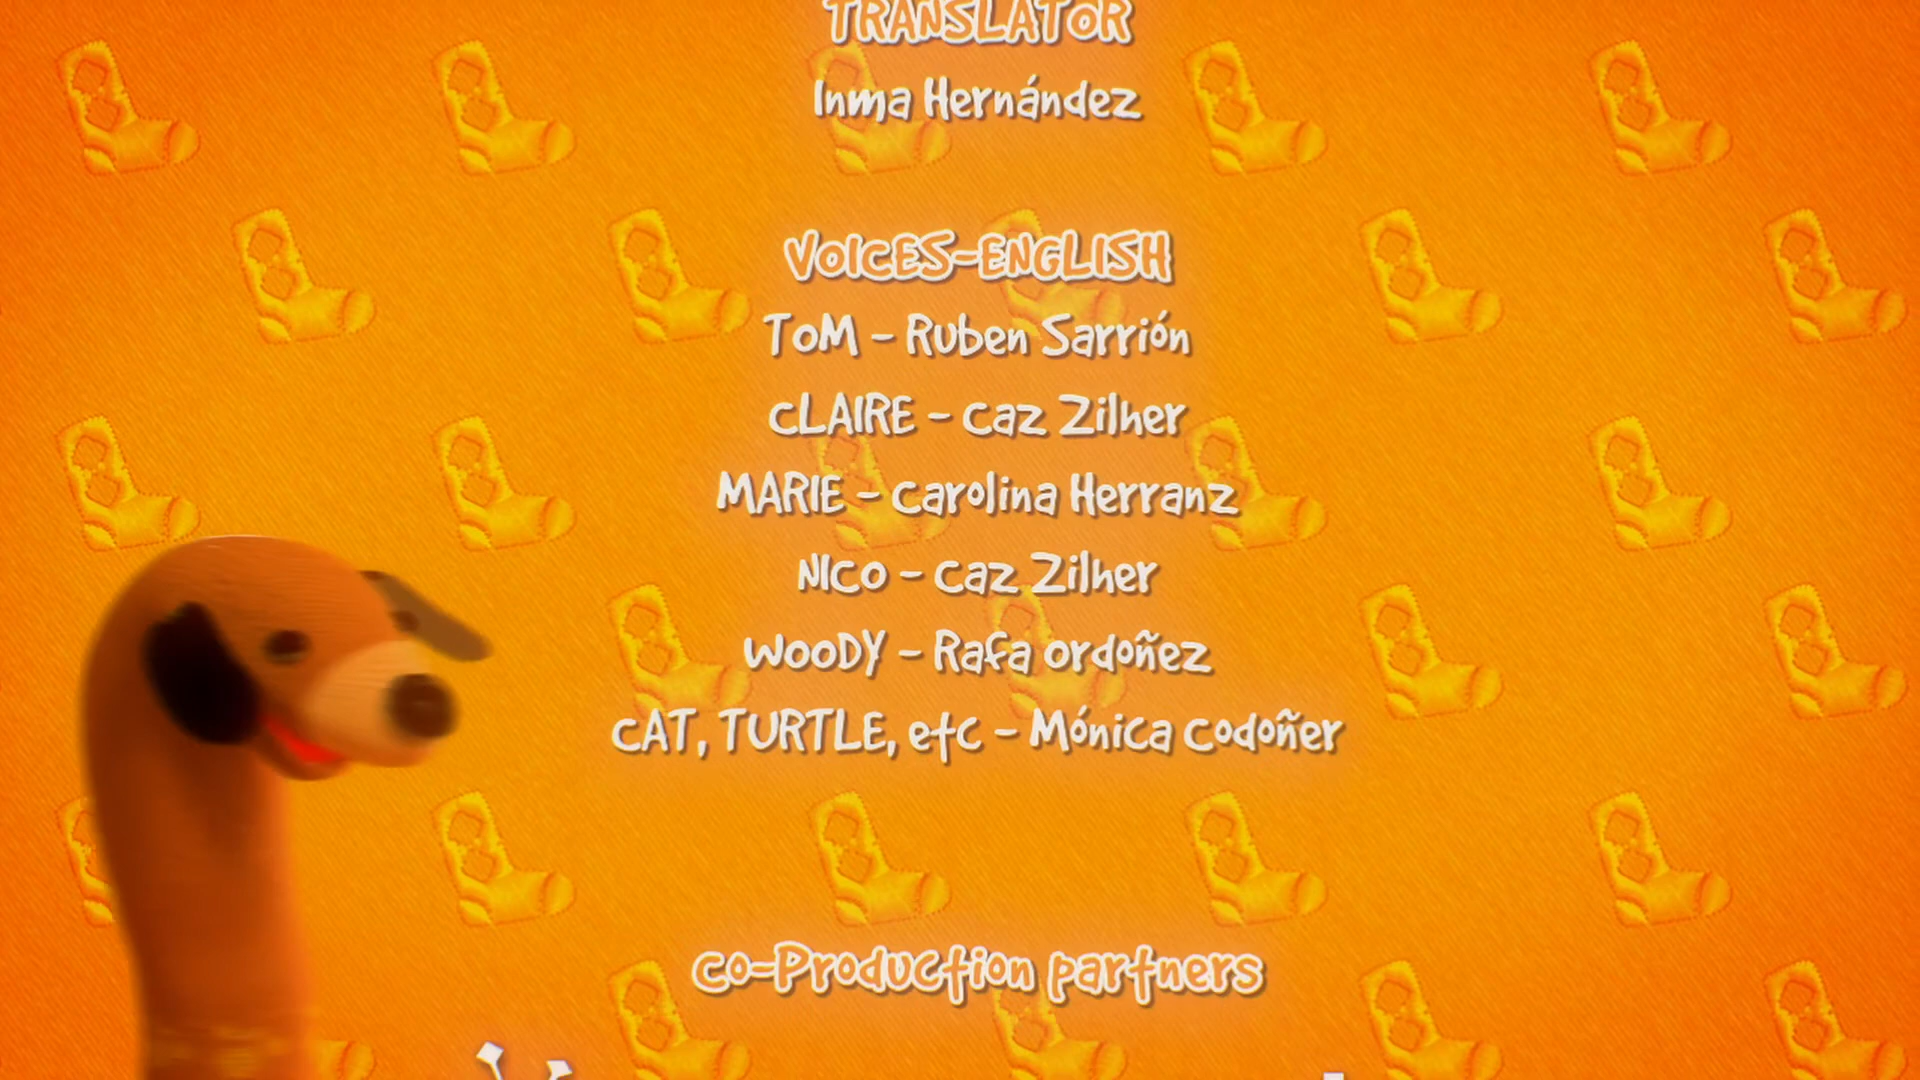 TRANSLATOR
Inma Hernández
VOICES-ENGLISH
TOM - Ruben Sarrión
CLAIRE - Caz Zilher
MARIE - Carolina Herranz
NICO - Caz Zilher
WOODY - Rafa Ordoñez
CAT, TURTLE, etc - Mónica Codoñer
Co-Production partners